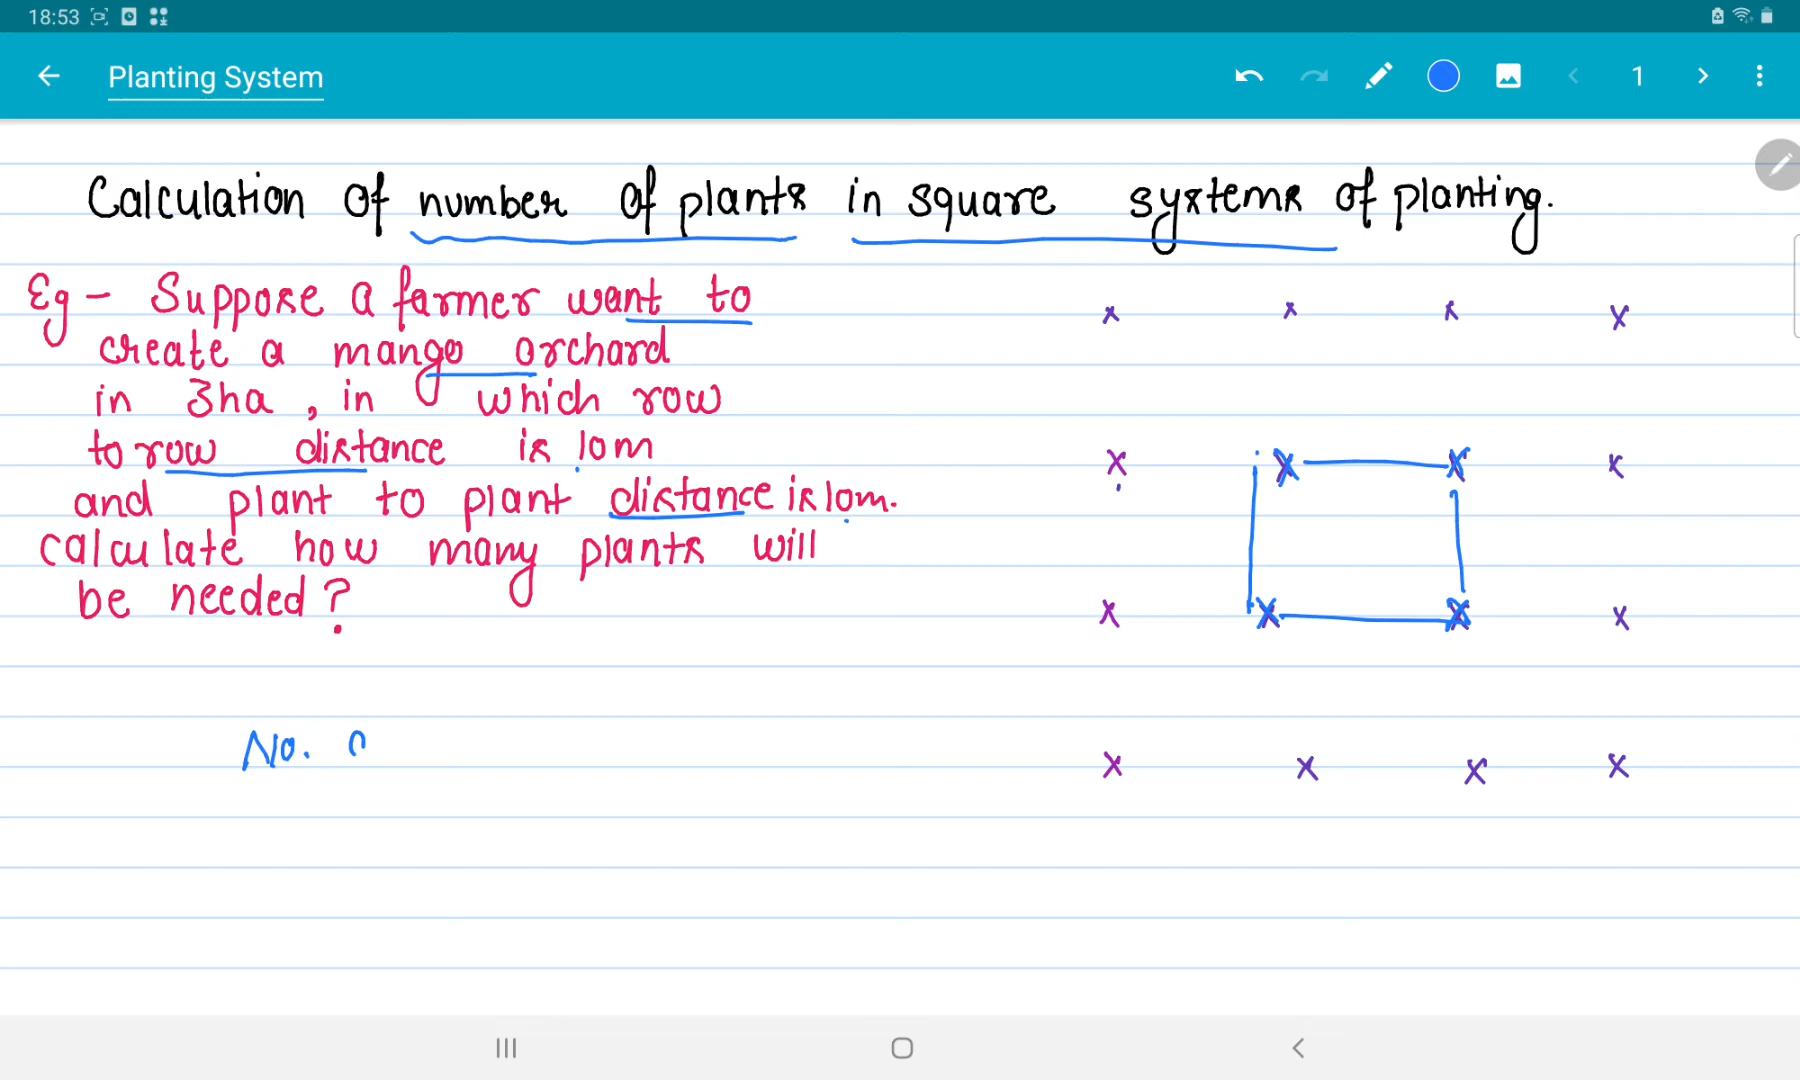 18:53
Planting System
1
Calculation of number of plants in square systems of planting.
Eg - Suppose a farmer want to
create a mango orchard
in 3ha, in which row
to row distance is 10m
and plant to plant distance is 10m.
calculate how many plants will
be needed?
No. 0